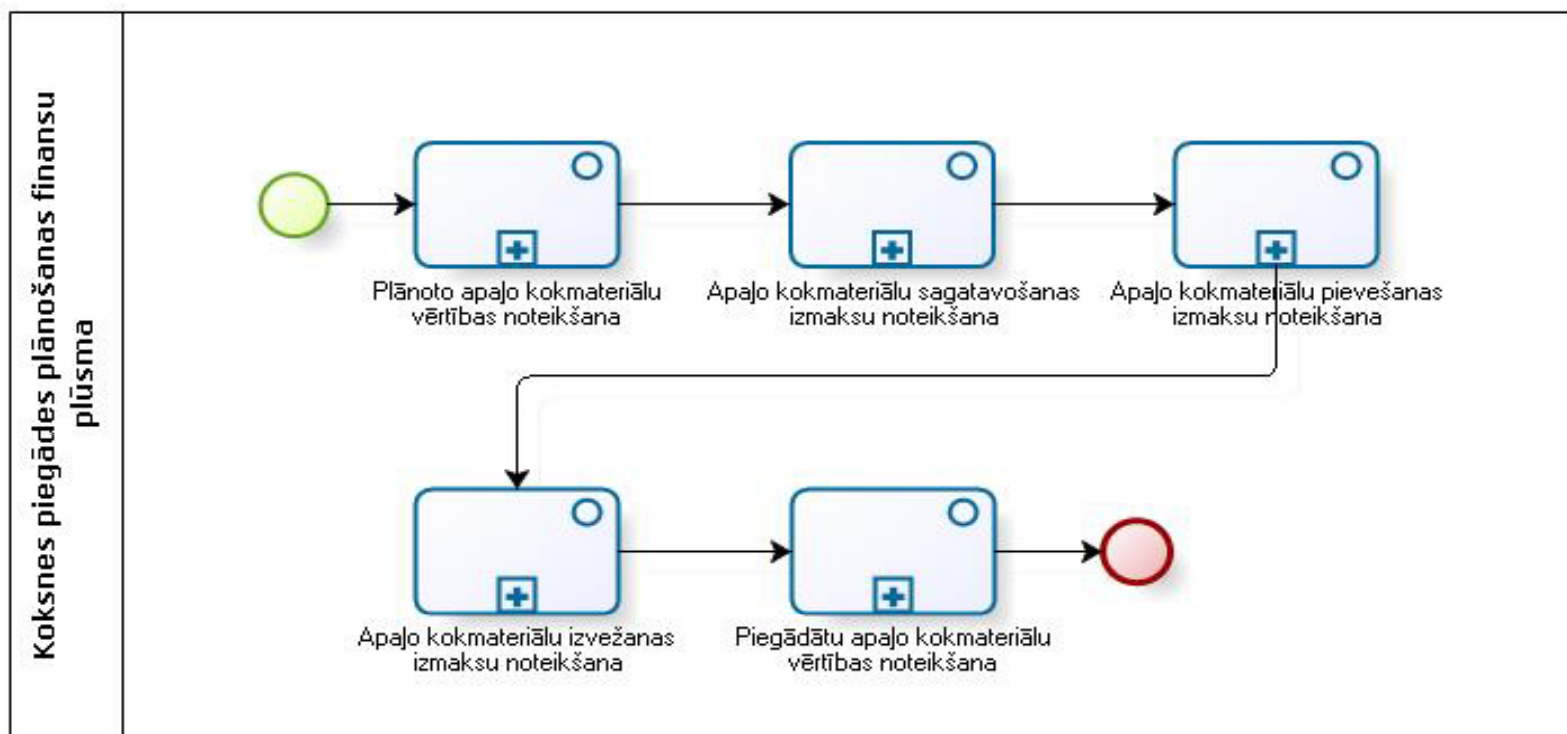 Koksnes piegādes plānošanas finansu
plūsma
Plānoto apaļo kokmateriālu
vērtības noteikšana
Apaļo kokmateriālu sagatavošanas
izmaksu noteikšana
Apaļo kokmateriālu pievešanas
izmaksu noteikšana
Apaļo kokmateriālu izvežanas
izmaksu noteikšana
Piegādātu apaļo kokmateriālu
vērtības noteikšana